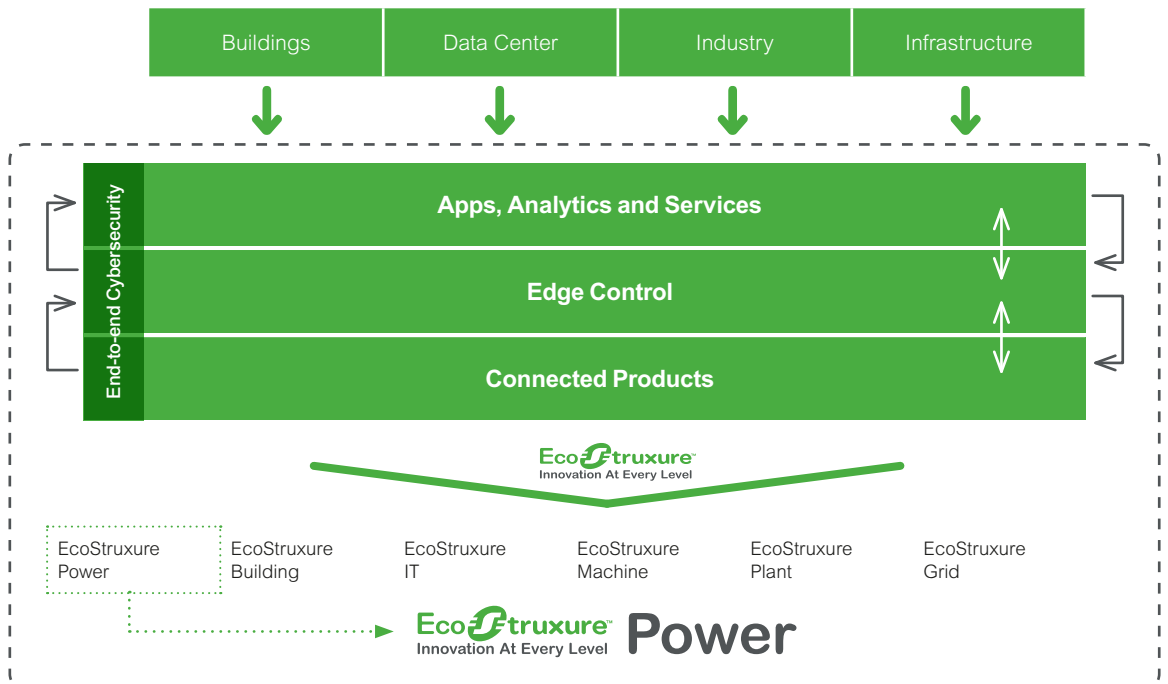 Buildings
Data Center
Industry
Infrastructure
End-to-end Cybersecurity
Apps, Analytics and Services
Edge Control
Connected Products
EcoStruxure™
Innovation At Every Level
EcoStruxure
Power
EcoStruxure
Building
EcoStruxure
IT
EcoStruxure
Machine
EcoStruxure
Plant
EcoStruxure
Grid
EcoStruxure™ Power
Innovation At Every Level